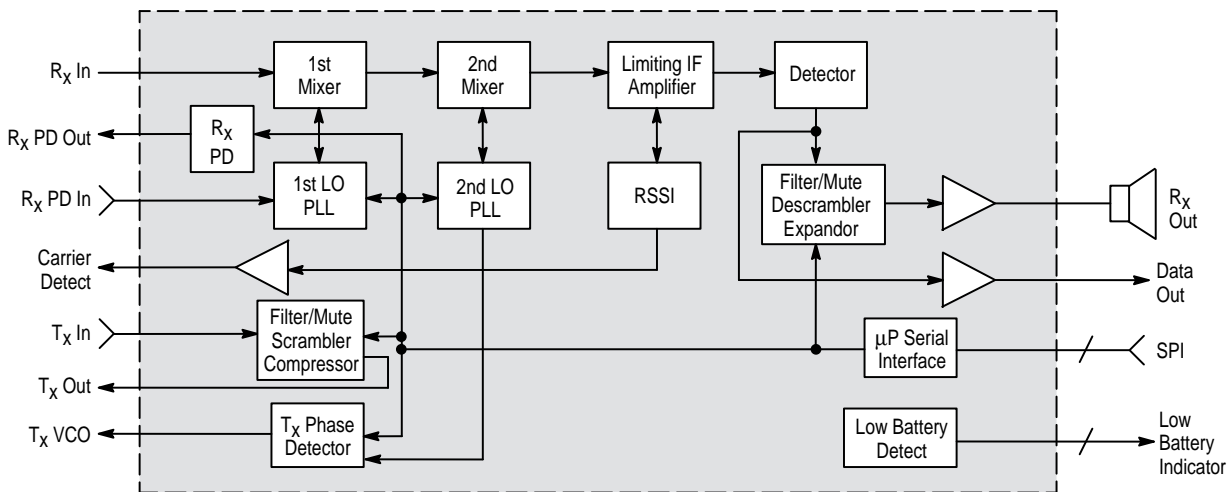 Rx In
1st
Mixer
2nd
Mixer
Limiting IF
Amplifier
Detector
Rx PD Out
Rx
PD
Rx PD In
1st LO
PLL
2nd LO
PLL
RSSI
Filter/Mute
Descrambler
Expandor
Rx
Out
Carrier
Detect
Data
Out
Tx In
Filter/Mute
Scrambler
Compressor
µP Serial
Interface
SPI
Tx Out
Tx VCO
Tx Phase
Detector
Low Battery
Detect
Low
Battery
Indicator